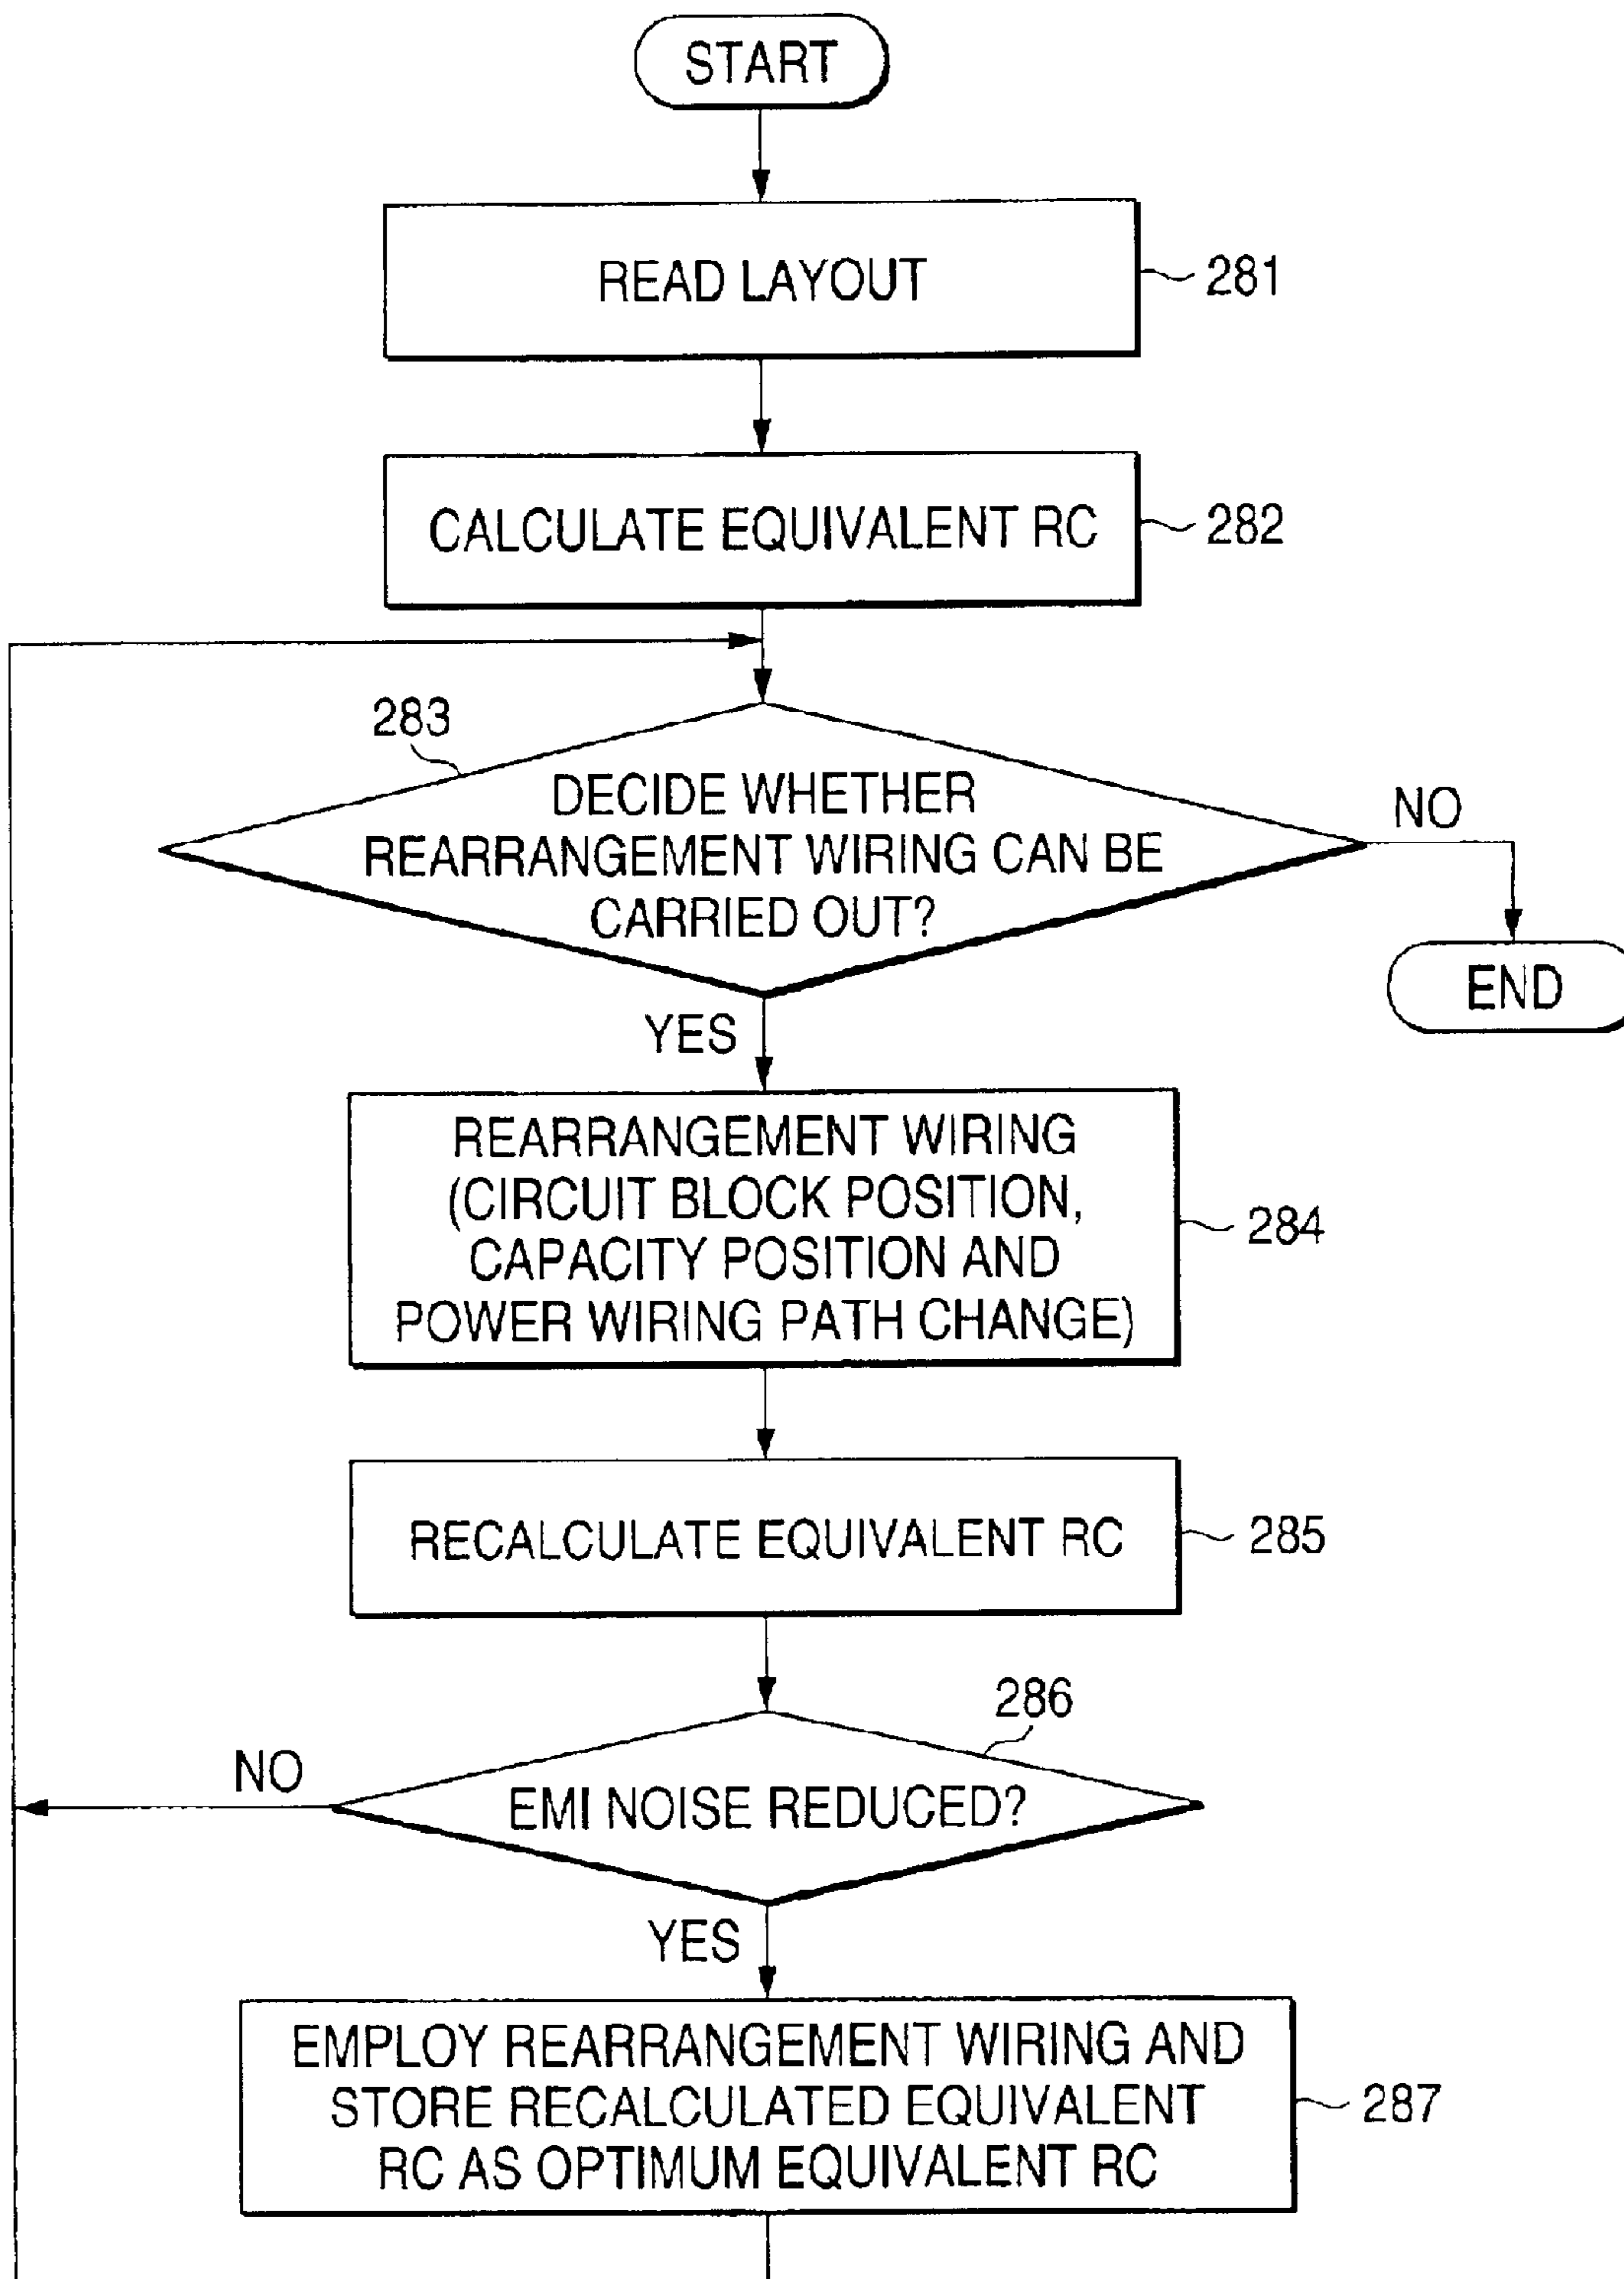 START
READ LAYOUT
281
CALCULATE EQUIVALENT RC
282
283
DECIDE WHETHER
REARRANGEMENT WIRING CAN BE
CARRIED OUT?
NO
END
YES
REARRANGEMENT WIRING
(CIRCUIT BLOCK POSITION,
CAPACITY POSITION AND
POWER WIRING PATH CHANGE)
284
RECALCULATE EQUIVALENT RC
285
286
NO
EMI NOISE REDUCED?
YES
EMPLOY REARRANGEMENT WIRING AND
STORE RECALCULATED EQUIVALENT
RC AS OPTIMUM EQUIVALENT RC
287